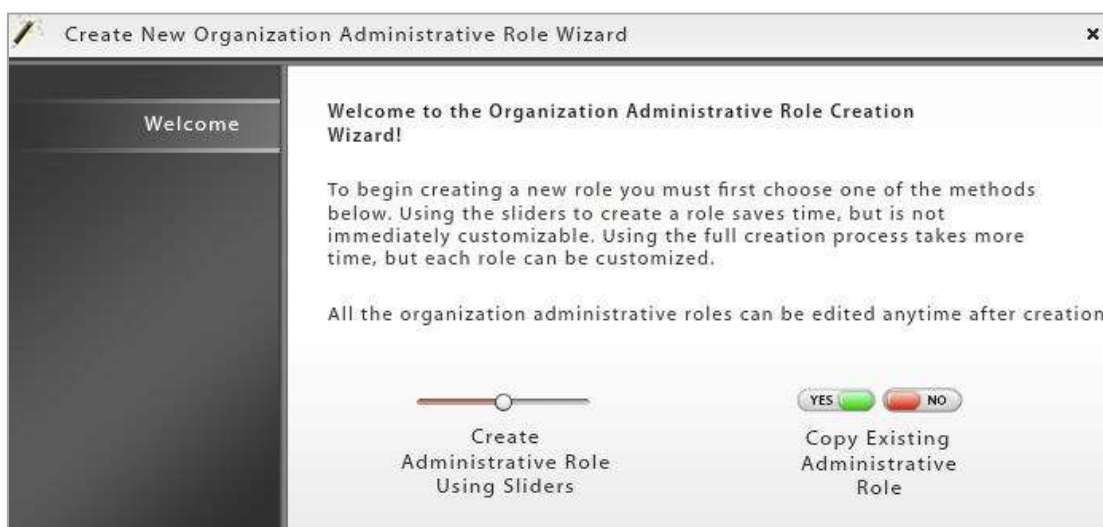 Create New Organization Administrative Role Wizard
Welcome
Welcome to the Organization Administrative Role Creation
Wizard!
To begin creating a new role you must first choose one of the methods
below. Using the sliders to create a role saves time, but is not
immediately customizable. Using the full creation process takes more
time, but each role can be customized.
All the organization administrative roles can be edited anytime after creation
Create
Administrative Role
Using Sliders
YES NO
Copy Existing
Administrative
Role